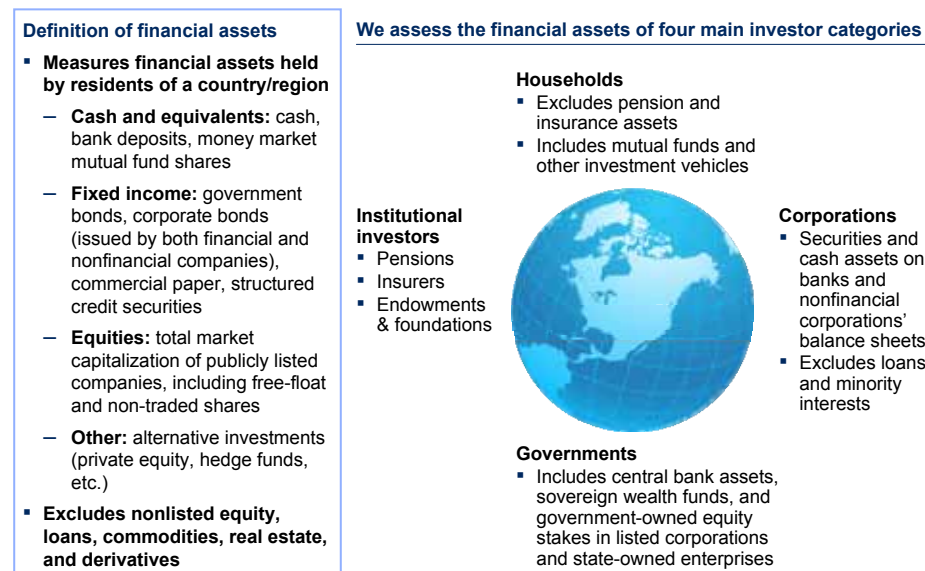 Definition of financial assets
▪ Measures financial assets held
by residents of a country/region
– Cash and equivalents: cash,
bank deposits, money market
mutual fund shares
– Fixed income: government
bonds, corporate bonds
(issued by both financial and
nonfinancial companies),
commercial paper, structured
credit securities
– Equities: total market
capitalization of publicly listed
companies, including free-float
and non-traded shares
– Other: alternative investments
(private equity, hedge funds,
etc.)
▪ Excludes nonlisted equity,
loans, commodities, real estate,
and derivatives
We assess the financial assets of four main investor categories
Households
▪ Excludes pension and
insurance assets
▪ Includes mutual funds and
other investment vehicles
Institutional
investors
▪ Pensions
▪ Insurers
▪ Endowments
& foundations
Corporations
▪ Securities and
cash assets on
banks and
nonfinancial
corporations’
balance sheets
▪ Excludes loans
and minority
interests
Governments
▪ Includes central bank assets,
sovereign wealth funds, and
government-owned equity
stakes in listed corporations
and state-owned enterprises